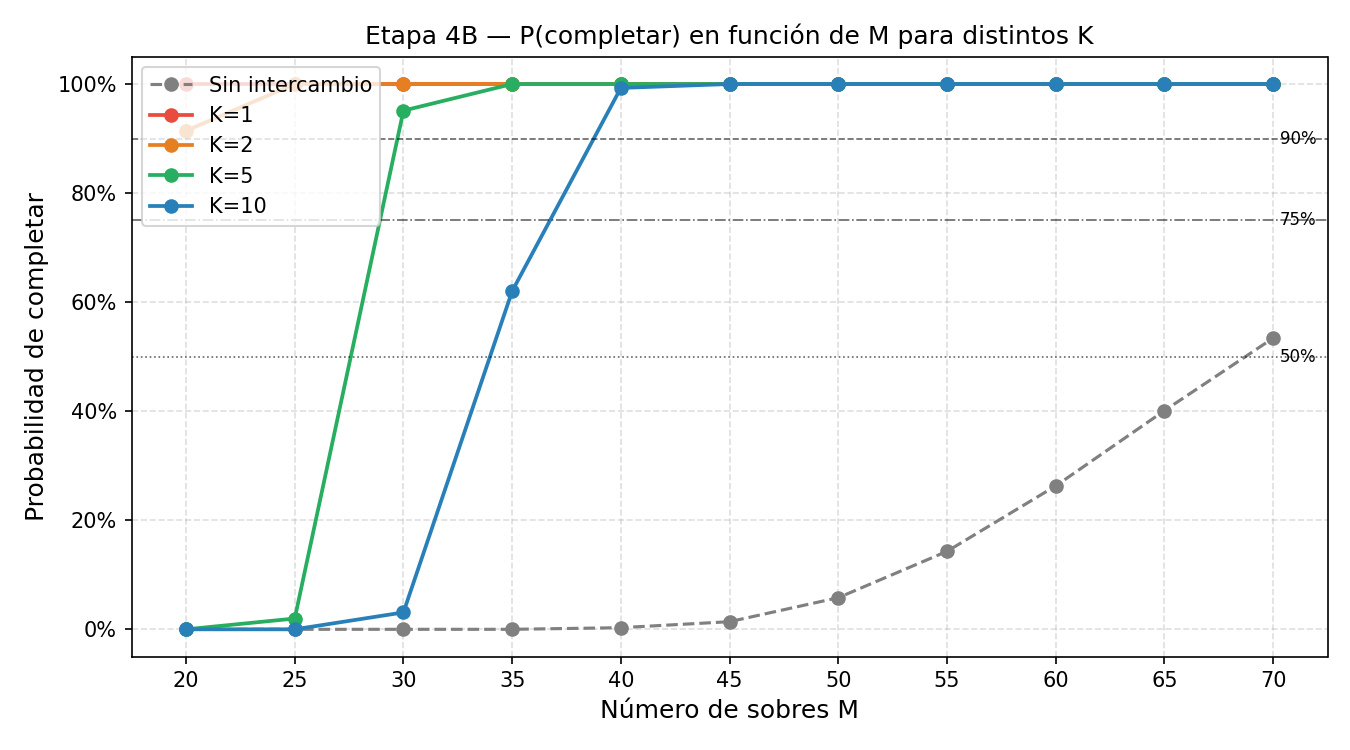 Etapa 4B — P(completar) en función de M para distintos K
Sin intercambio
K=1
K=2
K=5
K=10
100%
80%
60%
40%
20%
0%
90%
75%
50%
Probabilidad de completar
20 25 30 35 40 45 50 55 60 65 70
Número de sobres M